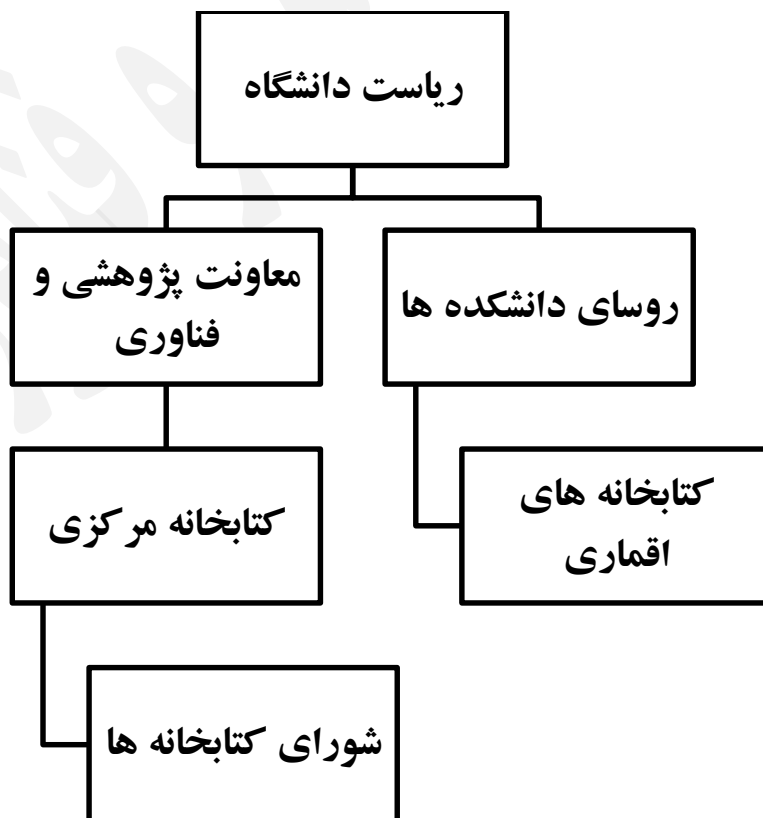 ریاست دانشگاه
روسای دانشکده ها
معاونت پژوهشی و
فناوری
کتابخانه های
اقماری
کتابخانه مرکزی
شورای کتابخانه ها